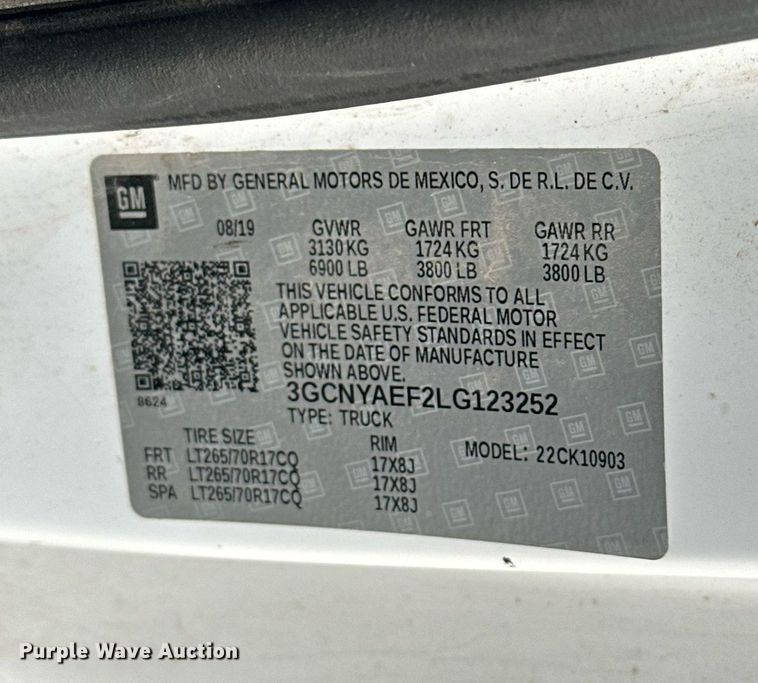 GM
MFD BY GENERAL MOTORS DE MEXICO, S. DE R.L. DE C.V.
08/19 GVWR GAWR FRT GAWR RR
3130 KG 1724 KG 1724 KG
6900 LB 3800 LB 3800 LB
THIS VEHICLE CONFORMS TO ALL
APPLICABLE U.S. FEDERAL MOTOR
VEHICLE SAFETY STANDARDS IN EFFECT
ON THE DATE OF MANUFACTURE
SHOWN ABOVE.
8624
3GCNYAEF2LG123252
TYPE: TRUCK
TIRE SIZE RIM MODEL: 22CK10903
FRT LT265/70R17CQ 17X8J
RR LT265/70R17CQ 17X8J
SPA LT265/70R17CQ 17X8J
Purple Wave Auction